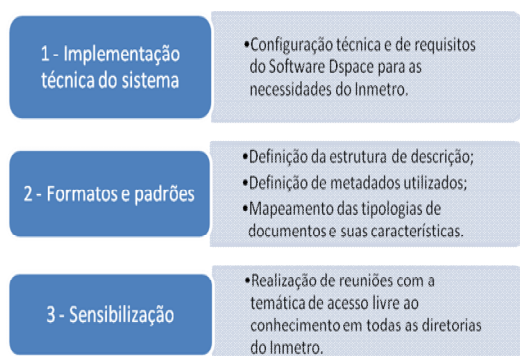 1 - Implementação
técnica do sistema
•Configuração técnica e de requisitos
do Software Dspace para as
necessidades do Inmetro.
2 - Formatos e padrões
•Definição da estrutura de descrição;
•Definição de metadados utilizados;
•Mapeamento das tipologias de
documentos e suas características.
3 - Sensibilização
•Realização de reuniões com a
temática de acesso livre ao
conhecimento em todas as diretorias
do Inmetro.